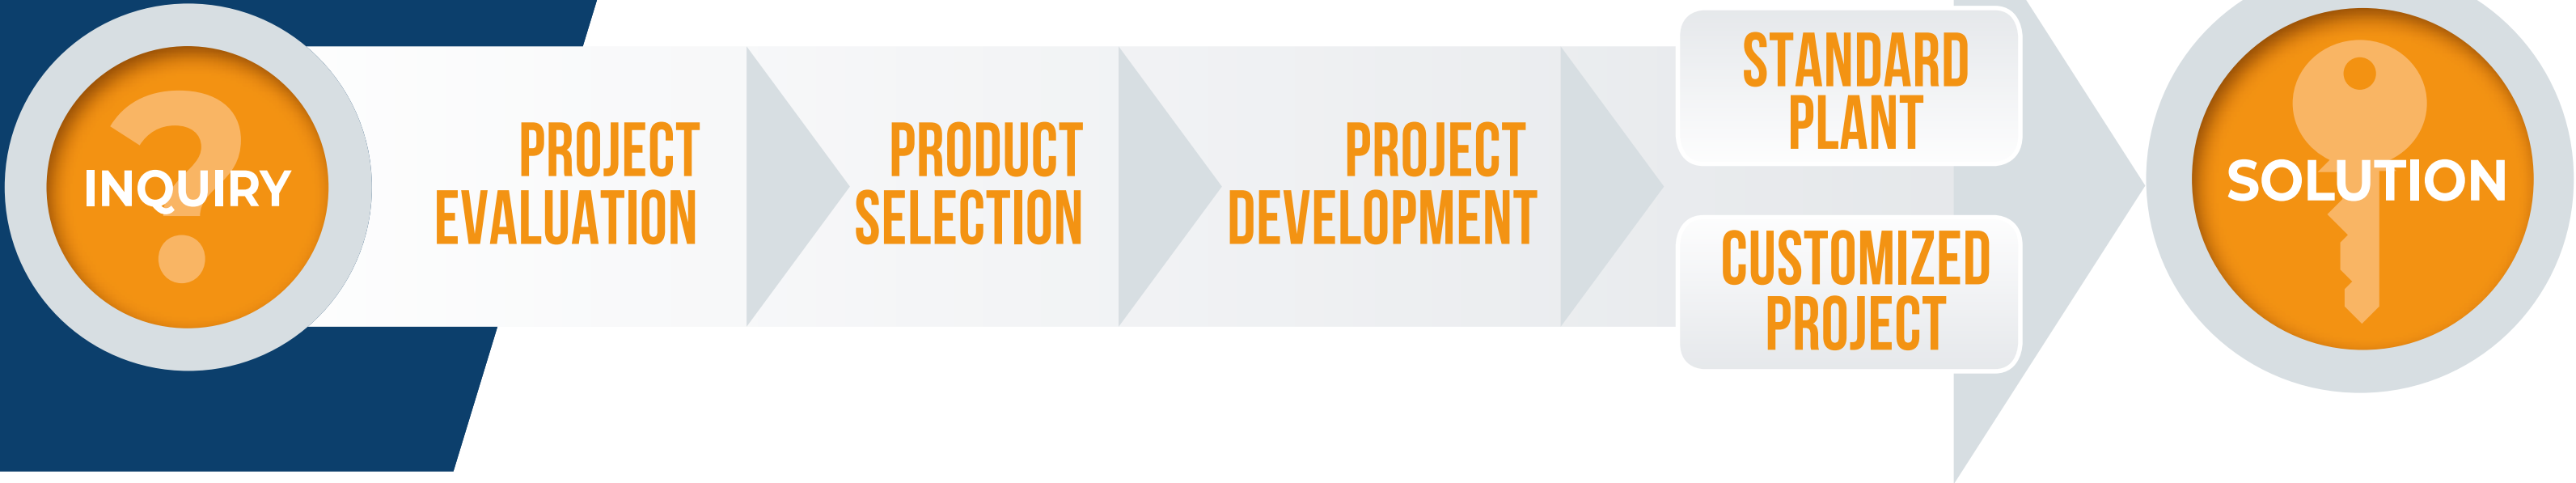 INQUIRY
PROJECT
EVALUATION
PRODUCT
SELECTION
PROJECT
DEVELOPMENT
STANDARD
PLANT
CUSTOMIZED
PROJECT
SOLUTION